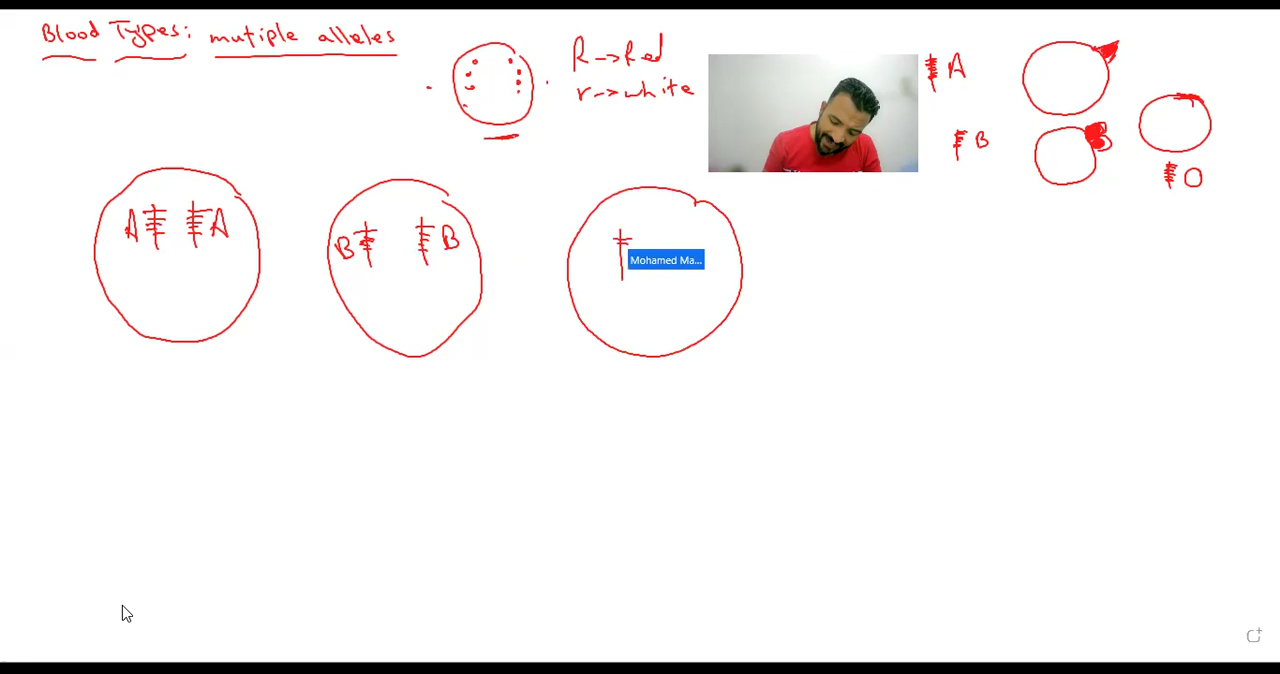 Blood Types: mutiple alleles
R → Red
r → white
A
B
O
A A
B B
Mohamed Ma...